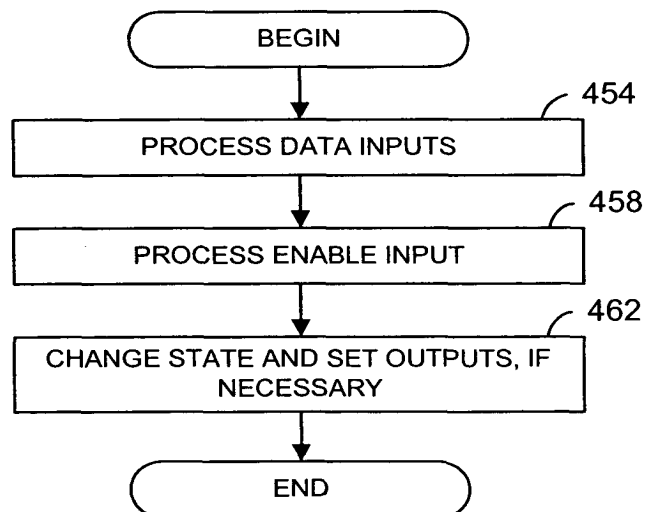 BEGIN
454
PROCESS DATA INPUTS
458
PROCESS ENABLE INPUT
462
CHANGE STATE AND SET OUTPUTS, IF
NECESSARY
END